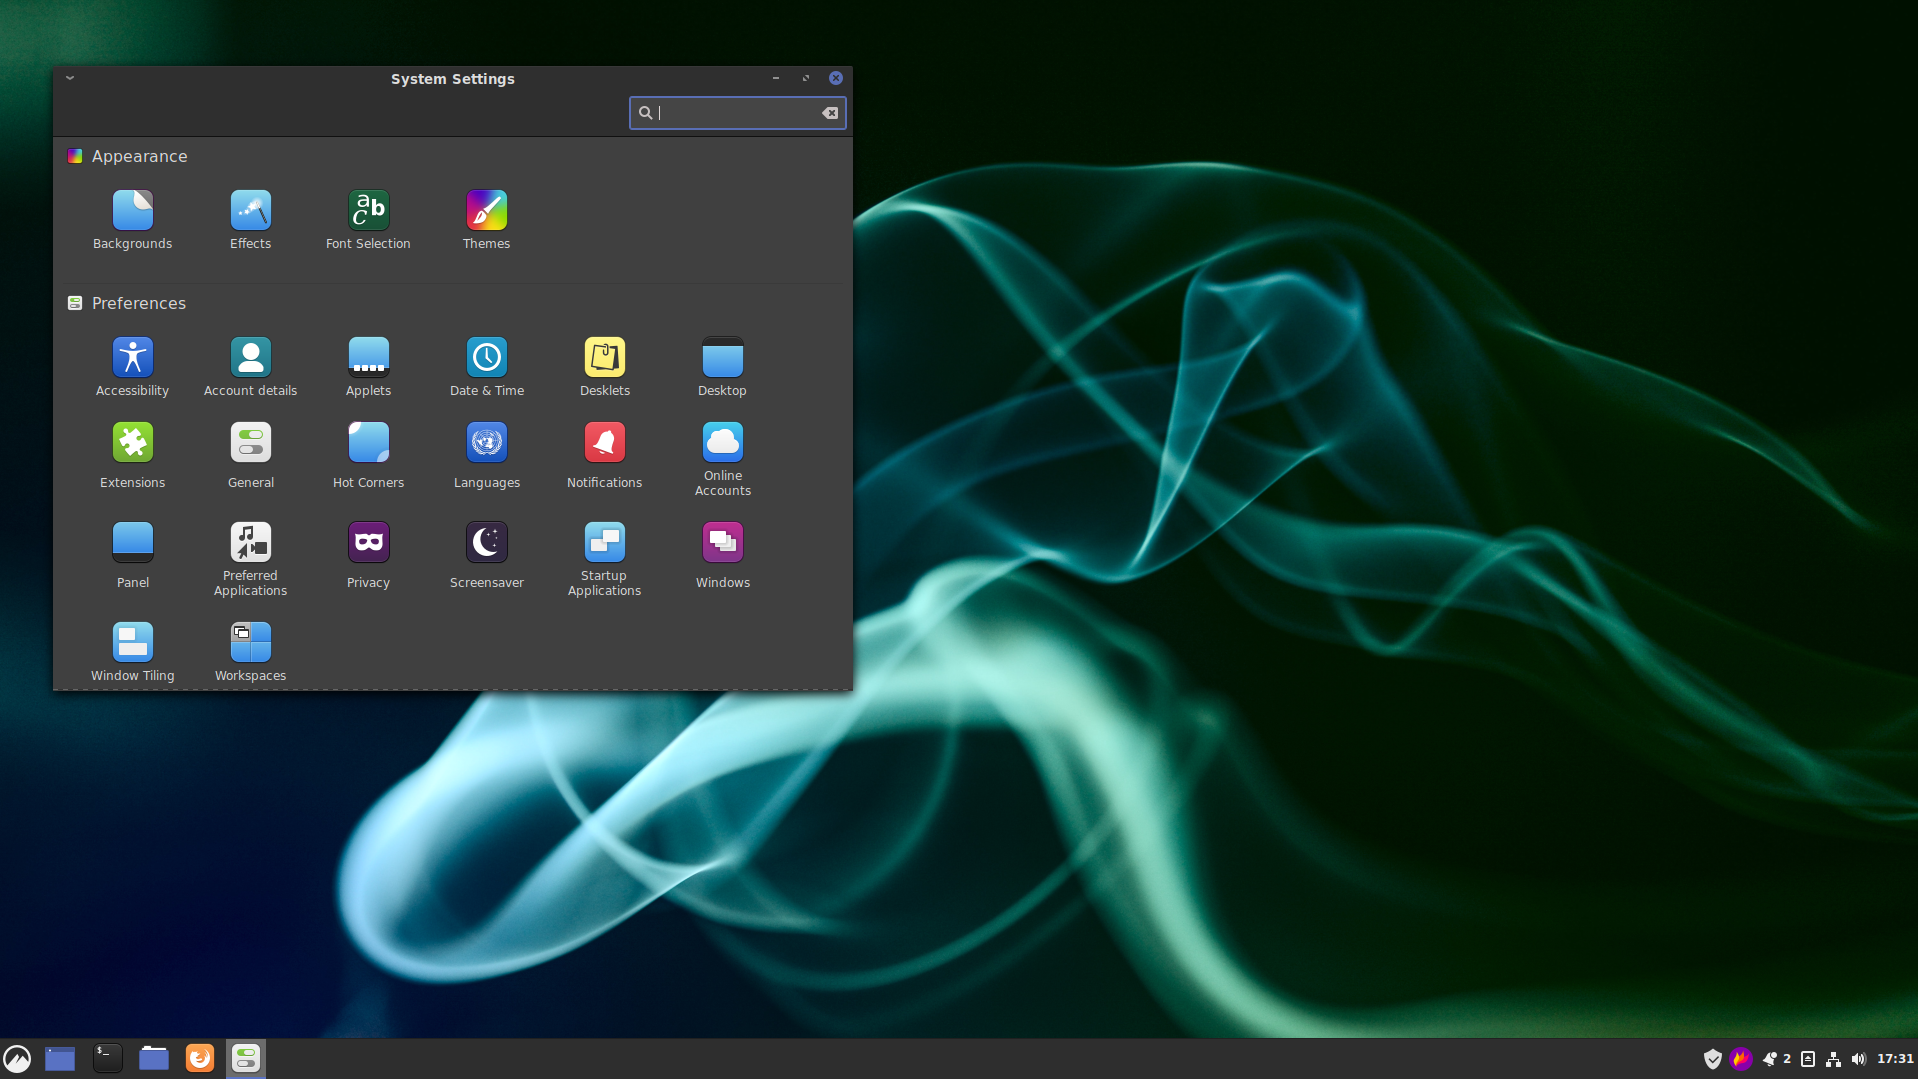 System Settings
Appearance
Backgrounds
Effects
Font Selection
Themes
Preferences
Accessibility
Account details
Applets
Date & Time
Desklets
Desktop
Extensions
General
Hot Corners
Languages
Notifications
Online
Accounts
Panel
Preferred
Applications
Privacy
Screensaver
Startup
Applications
Windows
Window Tiling
Workspaces
2
17:31